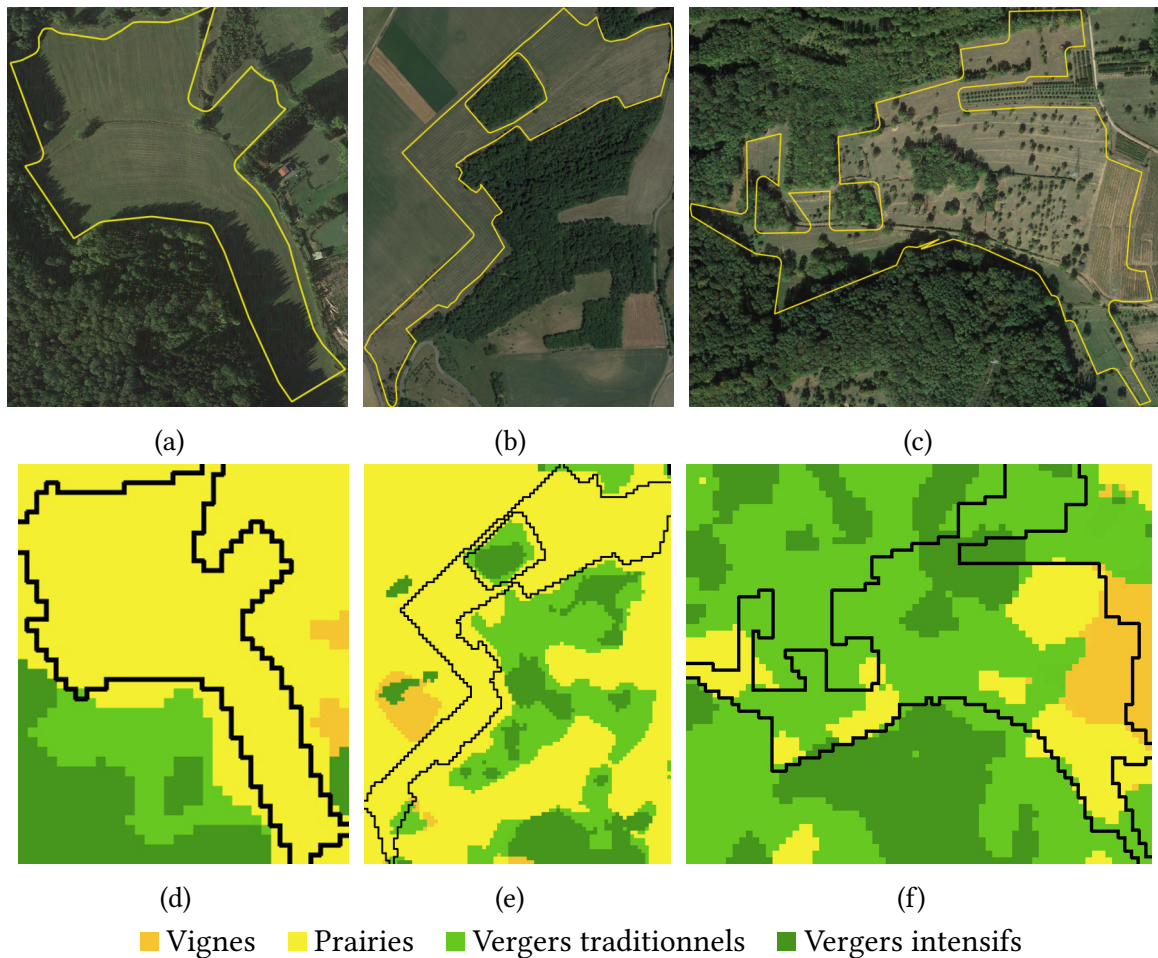 (a) (b) (c)
(d) (e) (f)
Vignes Prairies Vergers traditionnels Vergers intensifs